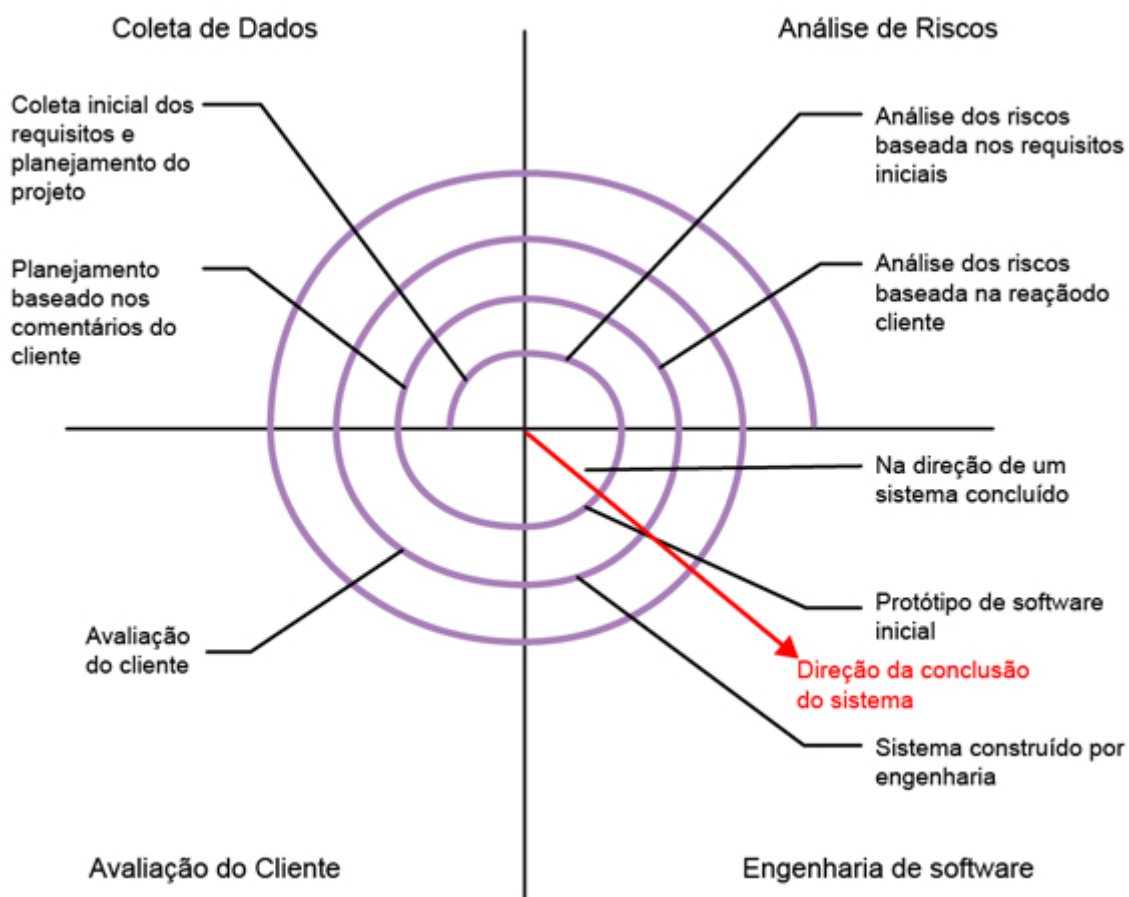 Coleta de Dados
Análise de Riscos
Coleta inicial dos
requisitos e
planejamento do
projeto
Análise dos riscos
baseada nos requisitos
iniciais
Planejamento
baseado nos
comentários do
cliente
Análise dos riscos
baseada na reaçãodo
cliente
Na direção de um
sistema concluído
Protótipo de software
inicial
Avaliação
do cliente
Direção da conclusão
do sistema
Sistema construído por
engenharia
Avaliação do Cliente
Engenharia de software